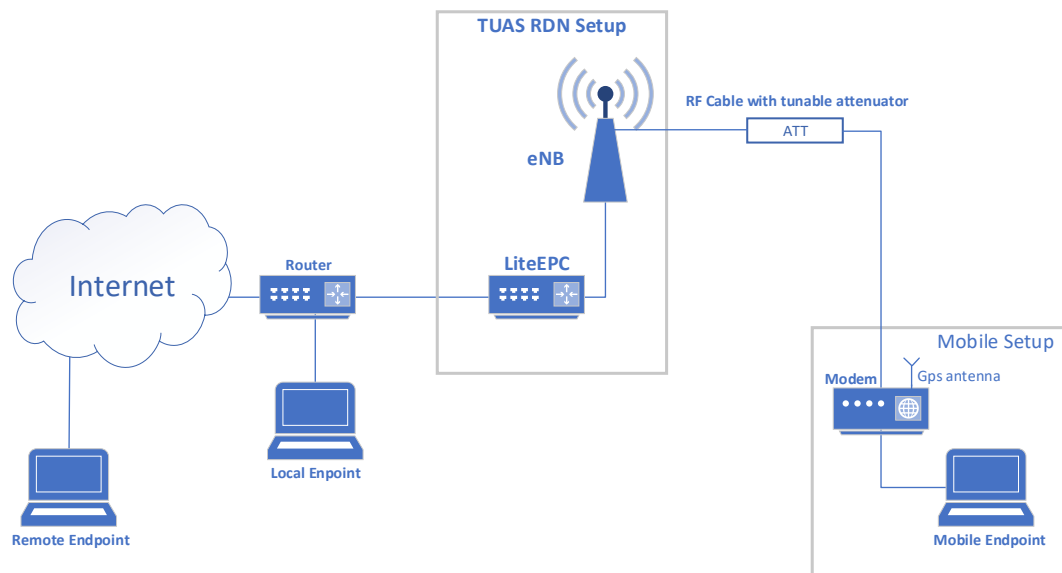 TUAS RDN Setup
RF Cable with tunable attenuator
ATT
eNB
LiteEPC
Router
Internet
Mobile Setup
Gps antenna
Modem
Local Enpoint
Remote Endpoint
Mobile Endpoint